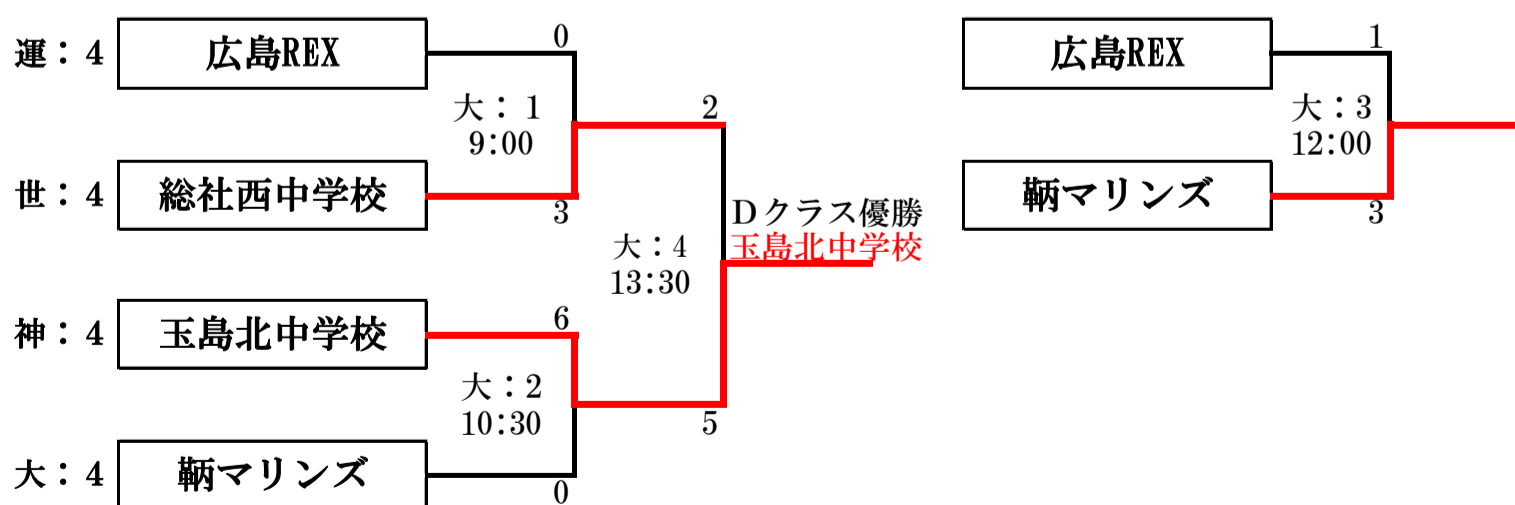 運：4
広島REX
0
大：1
9:00
世：4
総社西中学校
3
2
Dクラス優勝
玉島北中学校
大：4
13:30
神：4
玉島北中学校
6
大：2
10:30
5
大：4
鞆マリンズ
0
広島REX
1
大：3
12:00
鞆マリンズ
3